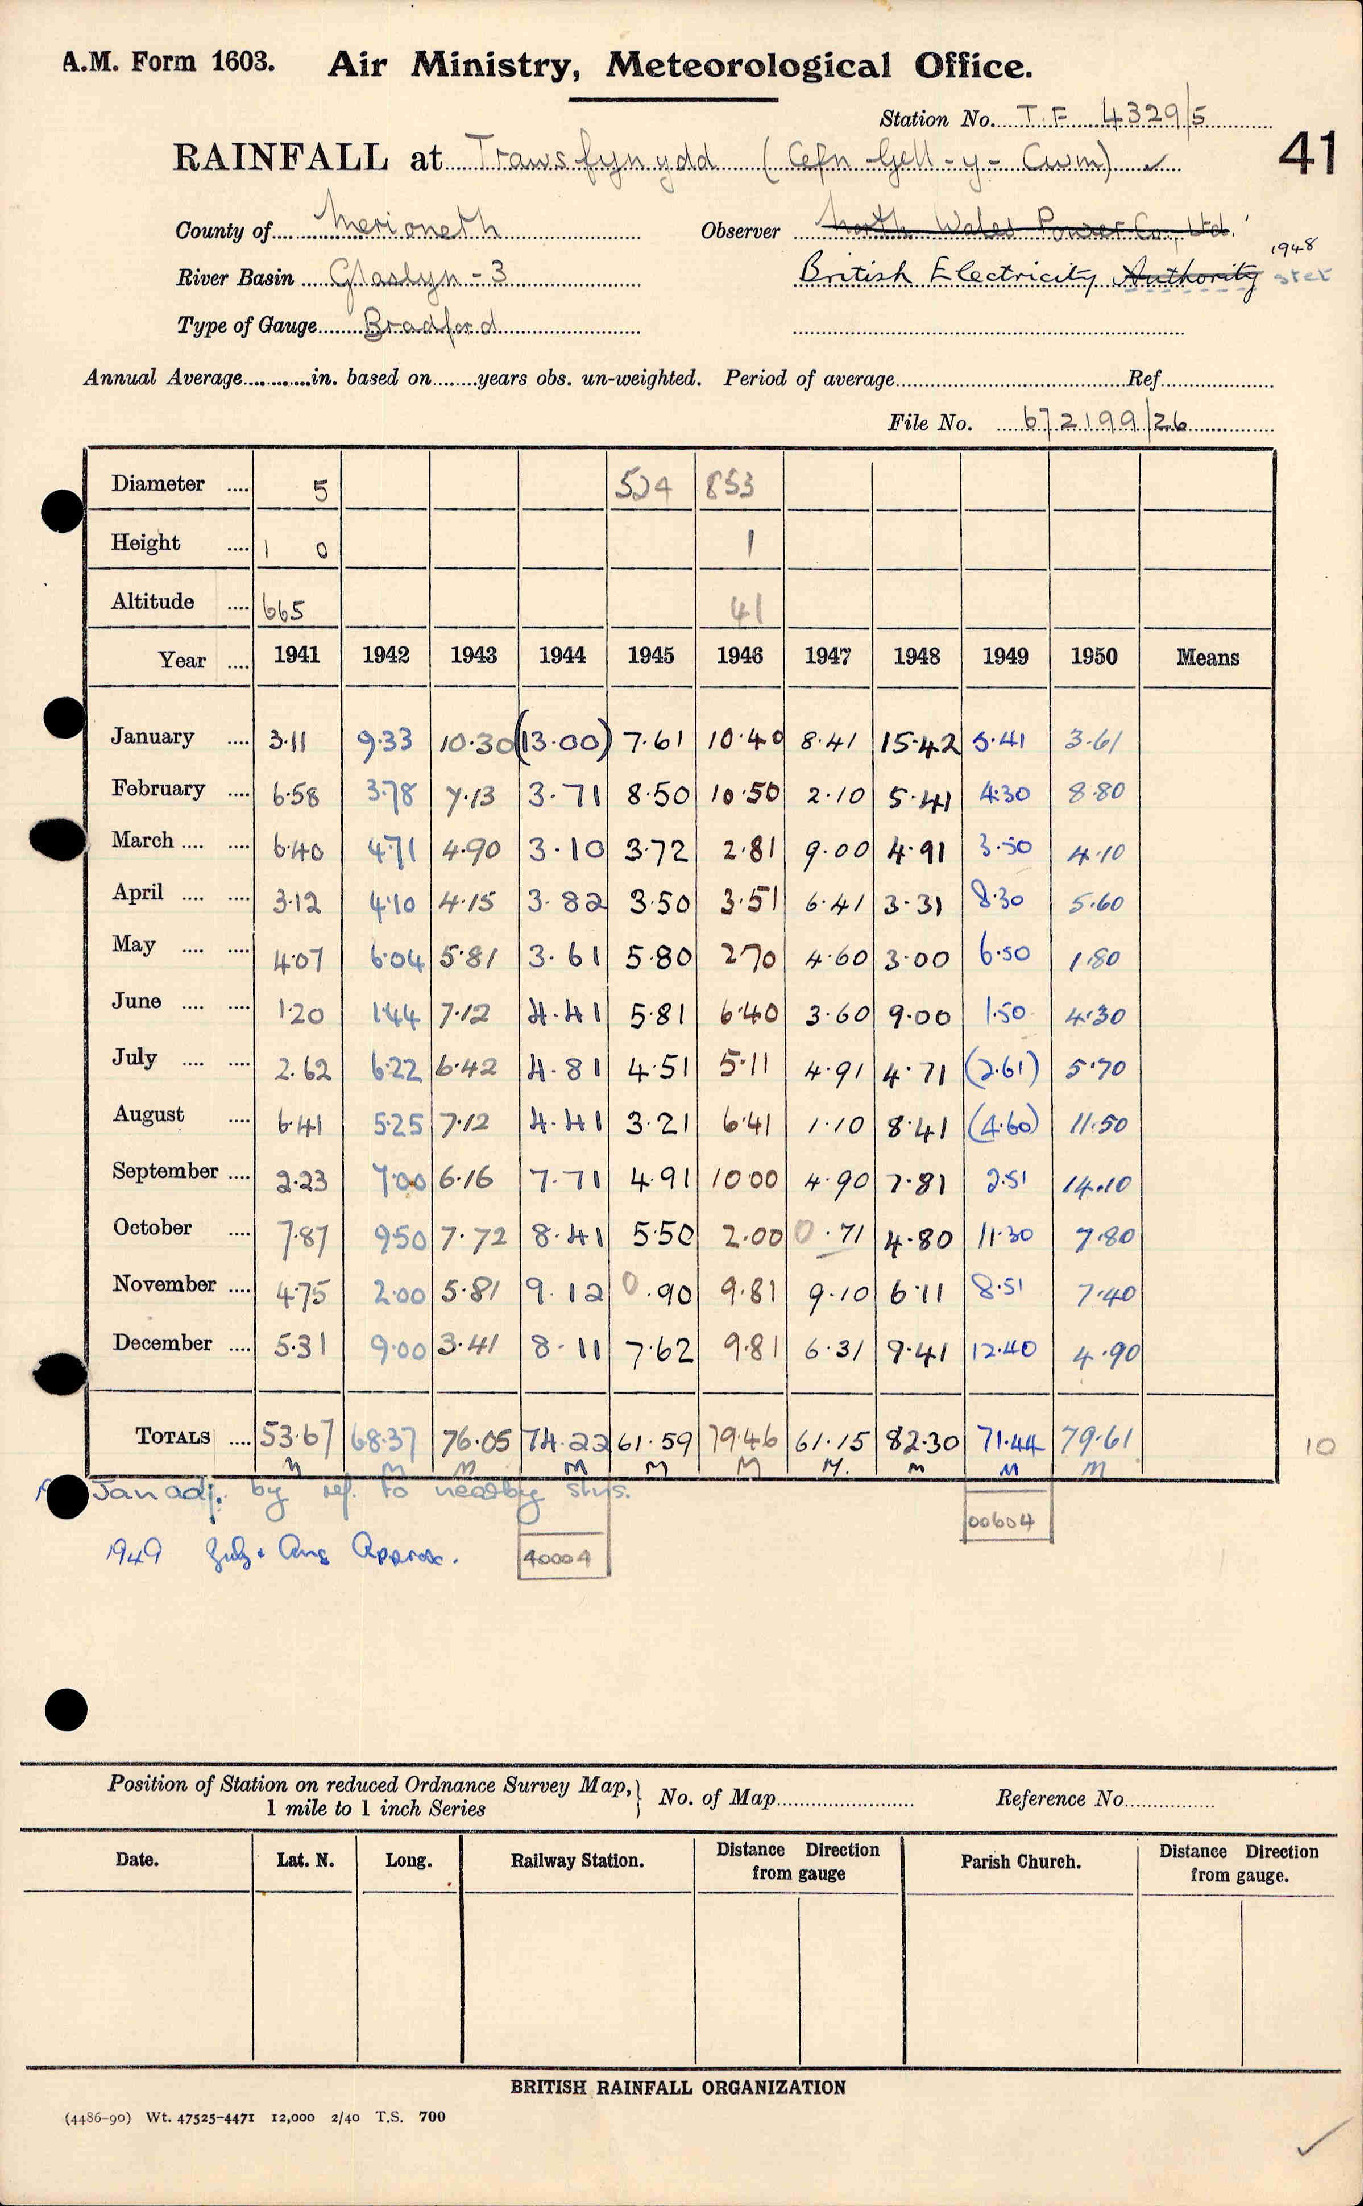 A.M. Form 1603. Air Ministry, Meteorological Office.
Station No. T.F 4329/5
RAINFALL at Trawsfynydd (Cefn-Gell-y-Cwm) ✓ 41
County of Merioneth Observer North Wales Power Co., Ltd.
1948
River Basin Glaslyn - 3 British Electricity Authority stet
Type of Gauge Bradford
Annual Average in. based on years obs. un-weighted. Period of average Ref
File No. 672199/26
Diameter 5 524 853
Height 1 0 1
Altitude 665 41
Year 1941 1942 1943 1944 1945 1946 1947 1948 1949 1950 Means
January 3.11 9.33 10.30 (13.00) 7.61 10.40 8.41 15.42 5.41 3.61
February 6.58 3.78 7.13 3.71 8.50 10.50 2.10 5.41 4.30 8.80
March 6.40 4.71 4.90 3.10 3.72 2.81 9.00 4.91 3.50 4.10
April 3.12 4.10 4.15 3.82 3.50 3.51 6.41 3.31 8.30 5.60
May 4.07 6.04 5.81 3.61 5.80 2.70 4.60 3.00 6.50 1.80
June 1.20 1.44 7.12 4.41 5.81 6.40 3.60 9.00 1.50 4.30
July 2.62 6.22 6.42 4.81 4.51 5.11 4.91 4.71 (2.61) 5.70
August 6.41 5.25 7.12 4.41 3.21 6.41 1.10 8.41 (4.60) 11.50
September 2.23 7.00 6.16 7.71 4.91 10.00 4.90 7.81 2.51 14.10
October 7.87 9.50 7.72 8.41 5.50 2.00 0.71 4.80 11.30 7.80
November 4.75 2.00 5.81 9.12 0.90 9.81 9.10 6.11 8.51 7.40
December 5.31 9.00 3.41 8.11 7.62 9.81 6.31 9.41 12.40 4.90
TOTALS 53.67 68.37 76.05 74.22 61.59 79.46 61.15 82.30 71.44 79.61 10
M M M M M M M. M M M
Jan adj. by ref. to nearby stns.
00604
1949 July & Aug Approx. 40004
Position of Station on reduced Ordnance Survey Map, 1 mile to 1 inch Series No. of Map Reference No
Date. Lat. N. Long. Railway Station. Distance Direction from gauge Parish Church. Distance Direction from gauge.
BRITISH RAINFALL ORGANIZATION
(4486-90) Wt. 47525-4471 12,000 2/40 T.S. 700